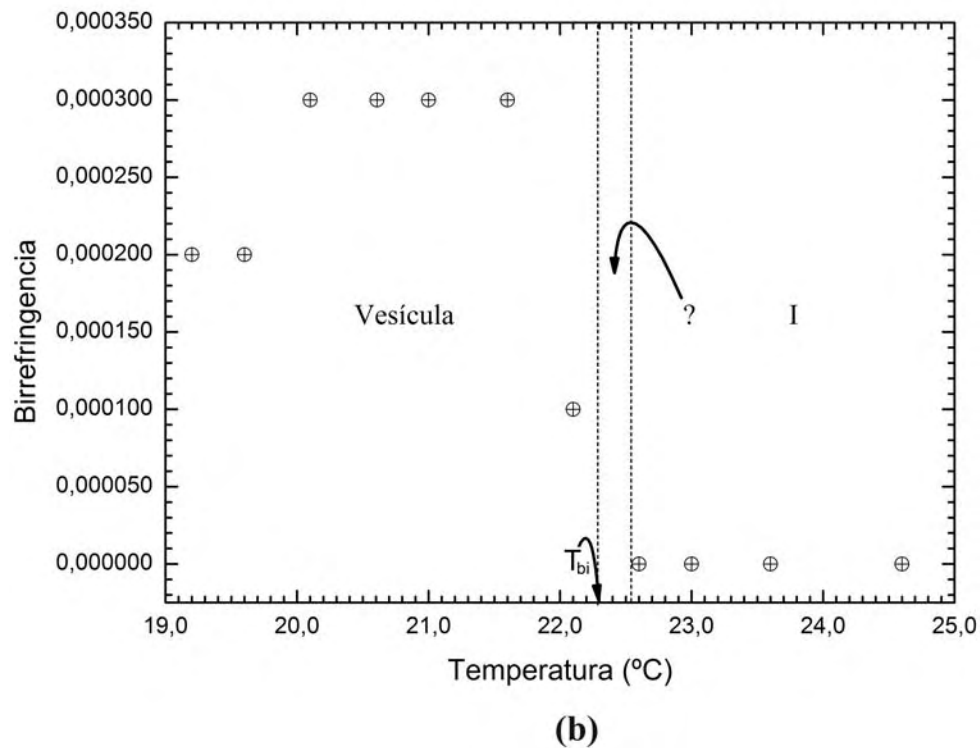 0,000350
0,000300
0,000250
0,000200
0,000150
0,000100
0,000050
0,000000
Birrefringencia
Vesícula
?
I
T_bi
19,0 20,0 21,0 22,0 23,0 24,0 25,0
Temperatura (ºC)
(b)